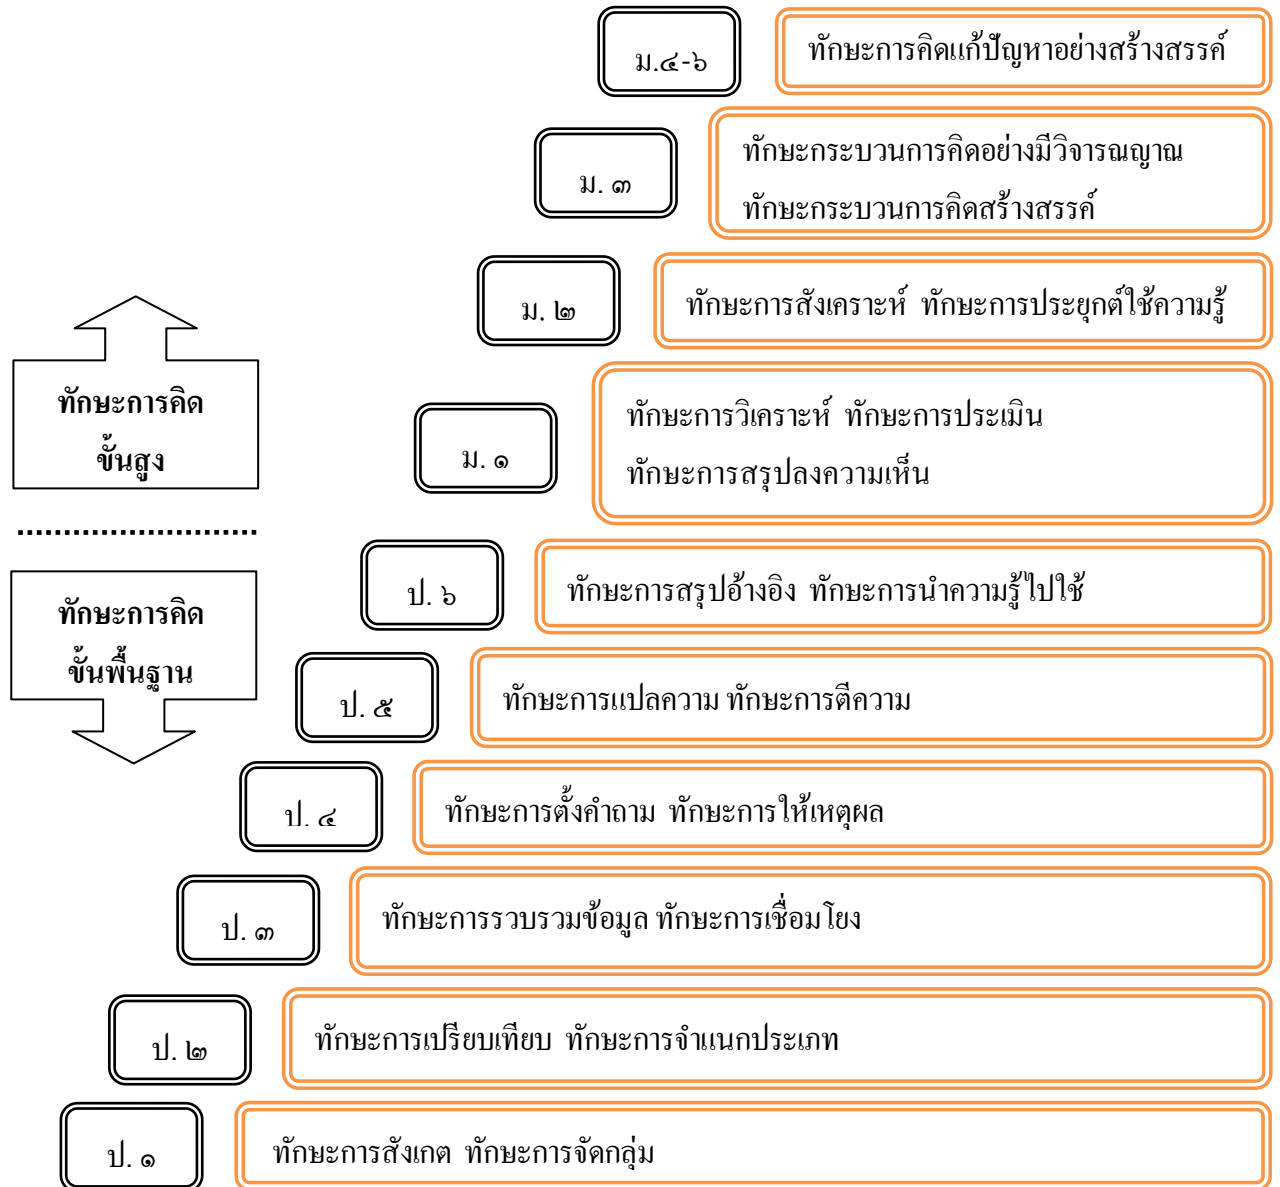 ม.๔-๖
ทักษะการคิดแก้ปัญหาอย่างสร้างสรรค์
ม. ๓
ทักษะกระบวนการคิดอย่างมีวิจารณญาณ
ทักษะกระบวนการคิดสร้างสรรค์
ม. ๒
ทักษะการสังเคราะห์ ทักษะการประยุกต์ใช้ความรู้
ทักษะการคิด
ขั้นสูง
ม. ๑
ทักษะการวิเคราะห์ ทักษะการประเมิน
ทักษะการสรุปลงความเห็น
ป. ๖
ทักษะการสรุปอ้างอิง ทักษะการนำความรู้ไปใช้
ทักษะการคิด
ขั้นพื้นฐาน
ป. ๕
ทักษะการแปลความ ทักษะการตีความ
ป. ๔
ทักษะการตั้งคำถาม ทักษะการให้เหตุผล
ป. ๓
ทักษะการรวบรวมข้อมูล ทักษะการเชื่อมโยง
ป. ๒
ทักษะการเปรียบเทียบ ทักษะการจำแนกประเภท
ป. ๑
ทักษะการสังเกต ทักษะการจัดกลุ่ม